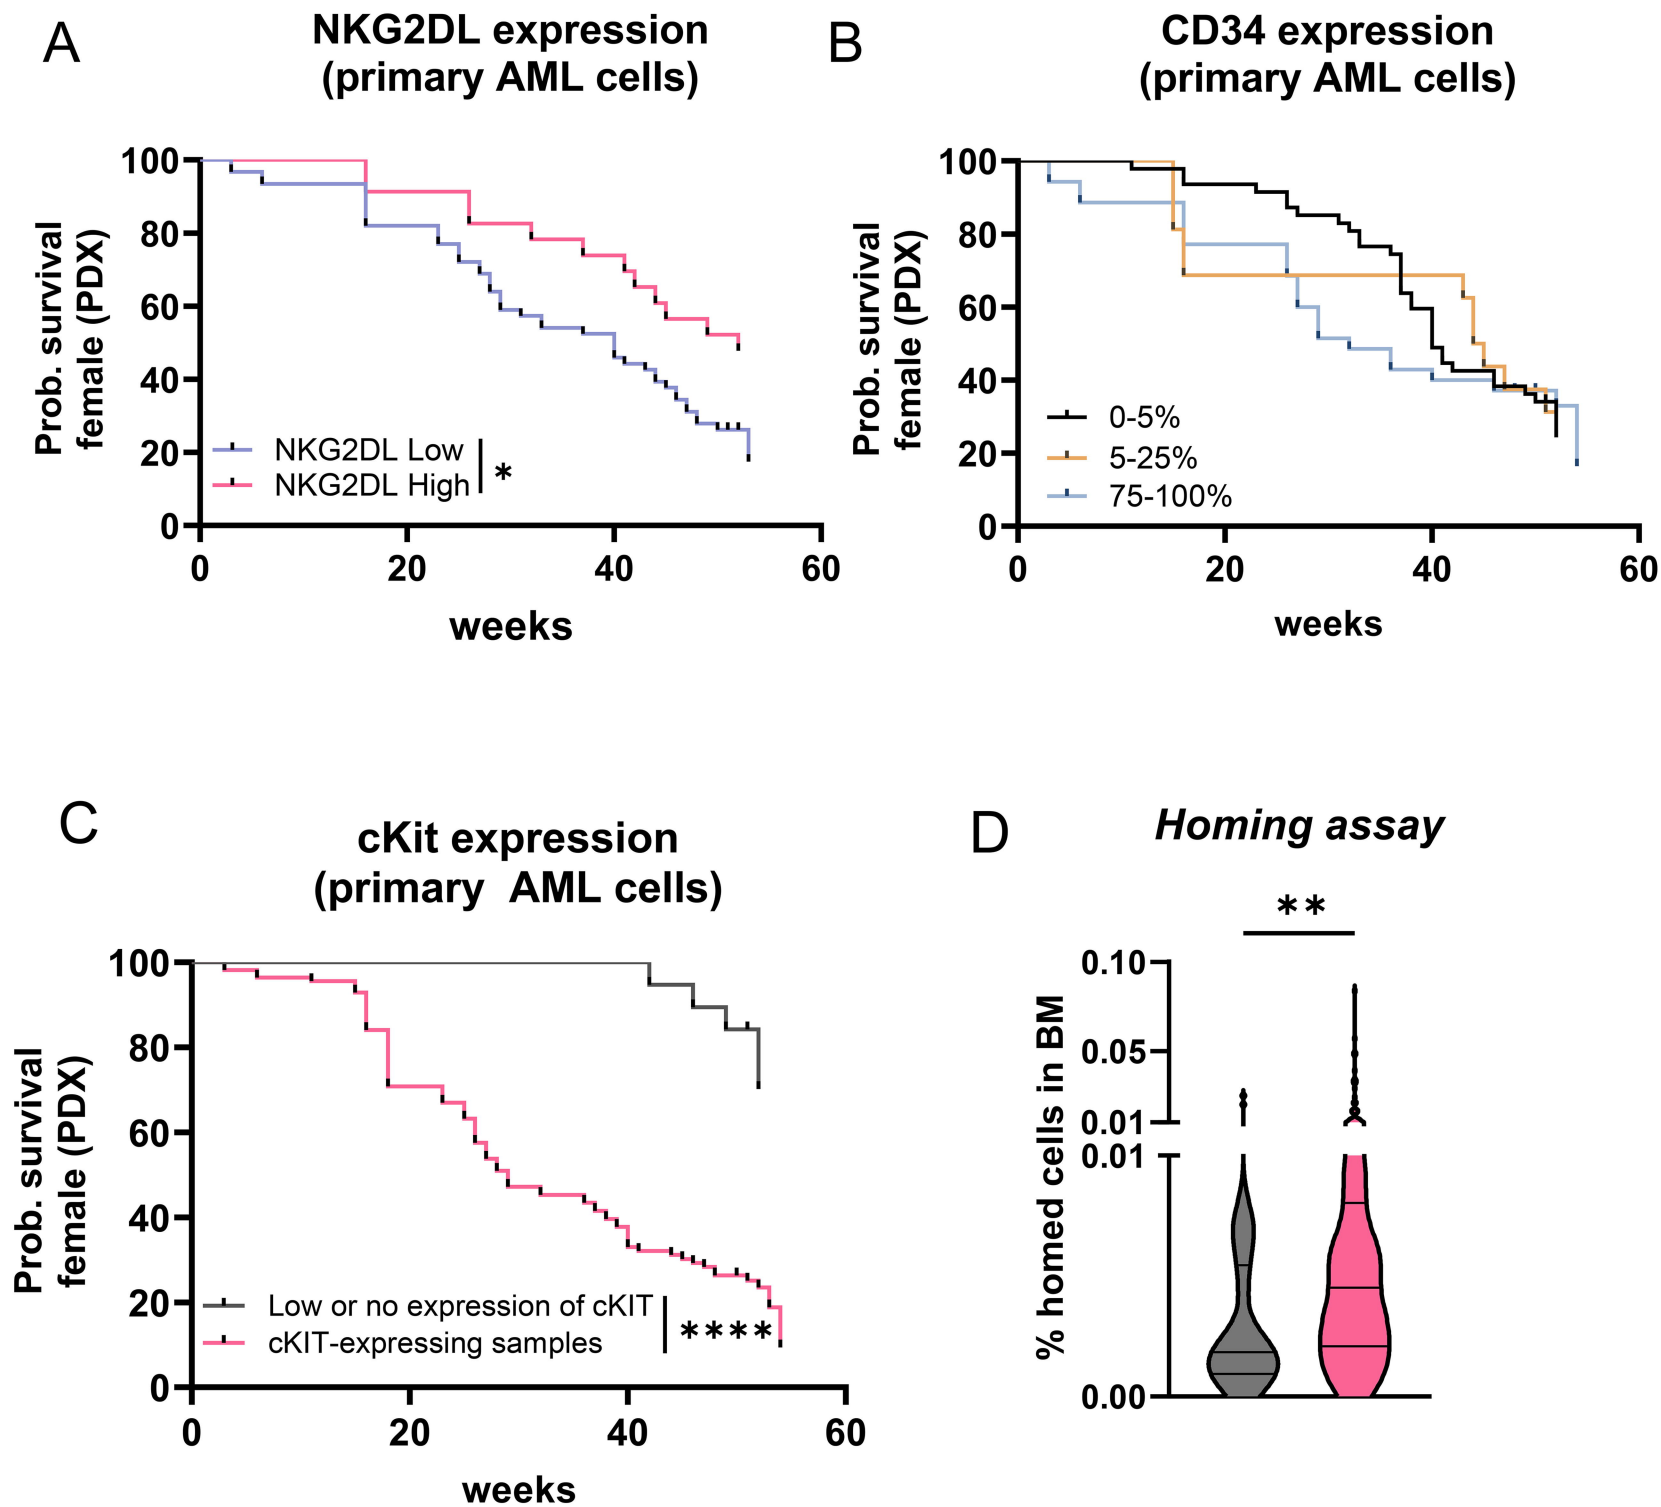 A
NKG2DL expression
(primary AML cells)
Prob. survival
female (PDX)
100
80
60
40
20
0
NKG2DL Low
NKG2DL High
*
0
20
40
60
weeks
B
CD34 expression
(primary AML cells)
Prob. survival
female (PDX)
100
80
60
40
20
0
0-5%
5-25%
75-100%
0
20
40
60
weeks
C
cKit expression
(primary AML cells)
Prob. survival
female (PDX)
100
80
60
40
20
0
Low or no expression of cKIT
cKIT-expressing samples
****
0
20
40
60
weeks
D
Homing assay
**
% homed cells in BM
0.10
0.05
0.01
0.01
0.00